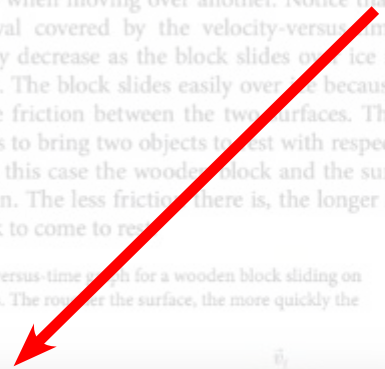 when moving over another. Notice th
val covered by the velocity-versus
y decrease as the block slides over ice
. The block slides easily over ice becaus
e friction between the two surfaces. Th
s to bring two objects to rest with respec
this case the wooden block and the su
n. The less friction there is, the longer
k to come to rest
ersus-time graph for a wooden block sliding on
. The rougher the surface, the more quickly the